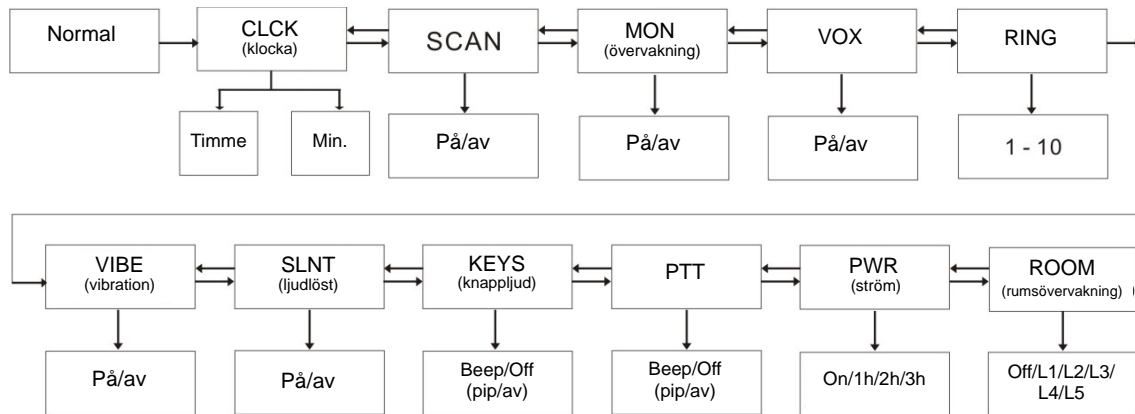 Normal
CLCK
(klocka)
SCAN
MON
(övervakning)
VOX
RING
Timme
Min.
På/av
På/av
På/av
1 - 10
VIBE
(vibration)
SLNT
(ljudlöst)
KEYS
(knappljud)
PTT
PWR
(ström)
ROOM
(rumsövervakning)
(
På/av
På/av
Beep/Off
(pip/av)
Beep/Off
(pip/av)
On/1h/2h/3h
Off/L1/L2/L3/
L4/L5